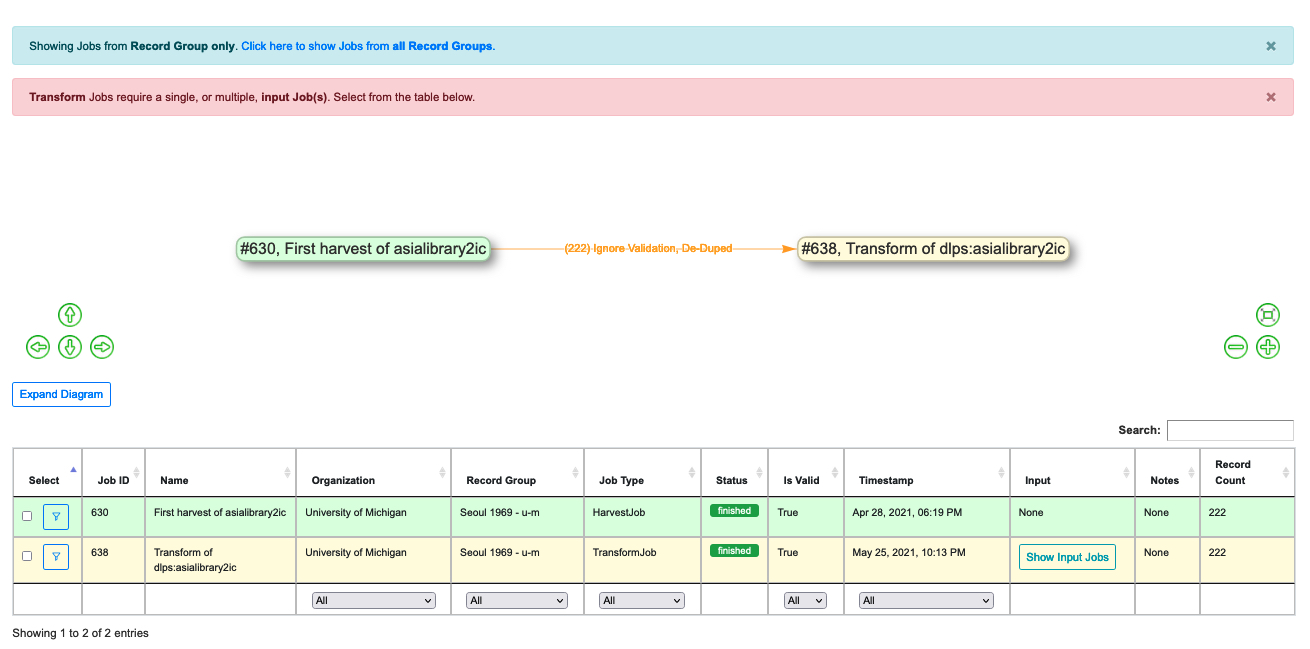 Showing Jobs from Record Group only. Click here to show Jobs from all Record Groups.
×
Transform Jobs require a single, or multiple, input Job(s). Select from the table below.
×
#630, First harvest of asialibrary2ic
(222) Ignore Validation, De-Duped
#638, Transform of dlps:asialibrary2ic
Expand Diagram
Search:
Select Job ID Name Organization Record Group Job Type Status Is Valid Timestamp Input Notes Record Count
630 First harvest of asialibrary2ic University of Michigan Seoul 1969 - u-m HarvestJob finished True Apr 28, 2021, 06:19 PM None None 222
638 Transform of dlps:asialibrary2ic University of Michigan Seoul 1969 - u-m TransformJob finished True May 25, 2021, 10:13 PM Show Input Jobs None 222
All All All All All
Showing 1 to 2 of 2 entries